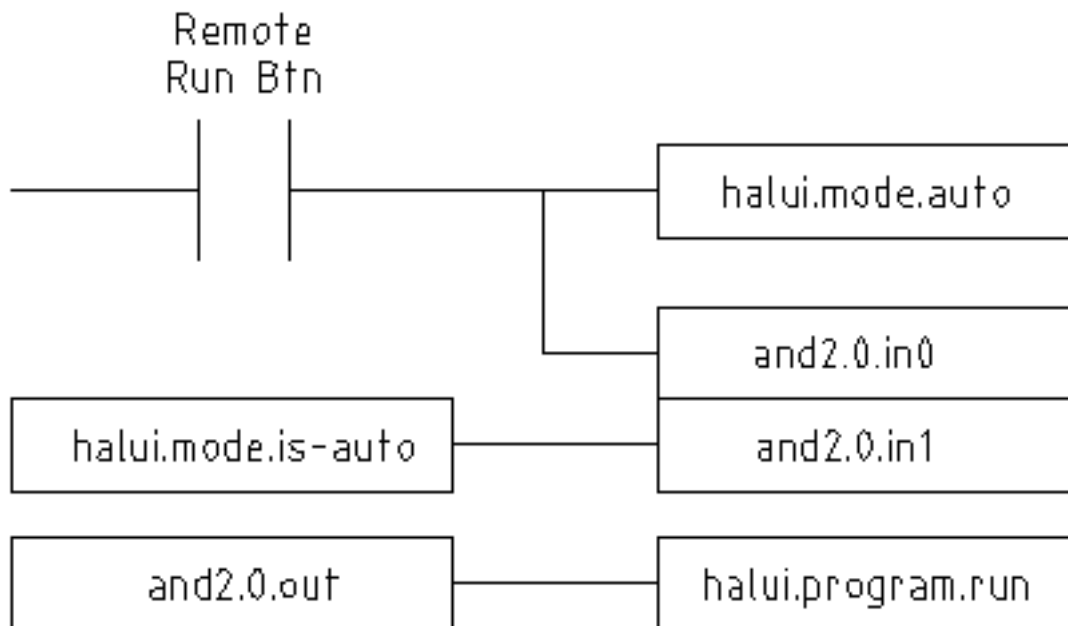 Remote
Run Btn
halui.mode.auto
and2.0.in0
halui.mode.is-auto
and2.0.in1
and2.0.out
halui.program.run